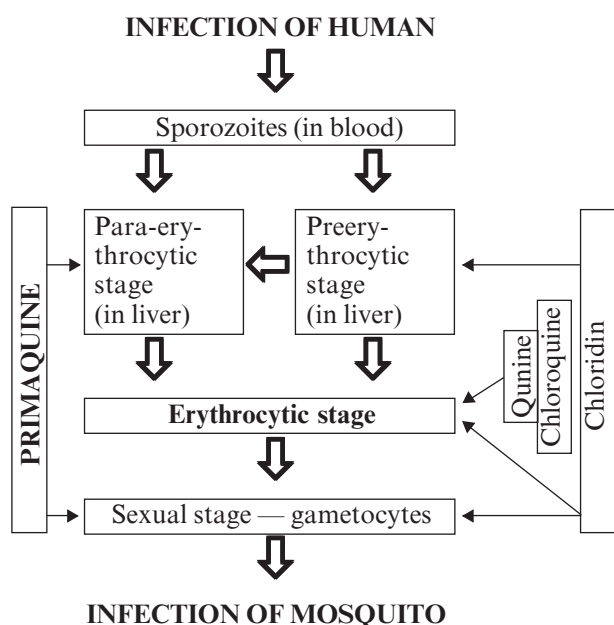 INFECTION OF HUMAN
Sporozoites (in blood)
Para-ery-
throcytic
stage
(in liver)
Preery-
throcytic
stage
(in liver)
PRIMAQUINE
Qunine
Chloroquine
Chloridin
Erythrocytic stage
Sexual stage — gametocytes
INFECTION OF MOSQUITO